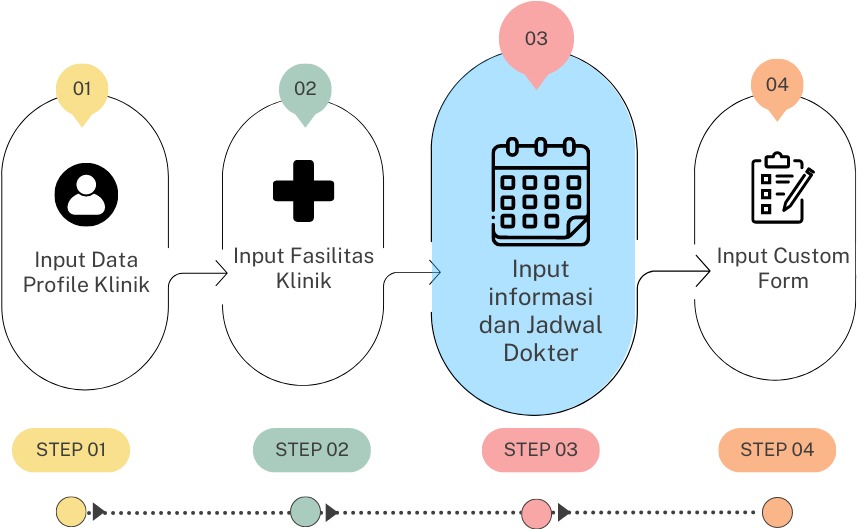 01
02
03
04
Input Data
Profile Klinik
Input Fasilitas
Klinik
Input
informasi
dan Jadwal
Dokter
Input Custom
Form
STEP 01
STEP 02
STEP 03
STEP 04